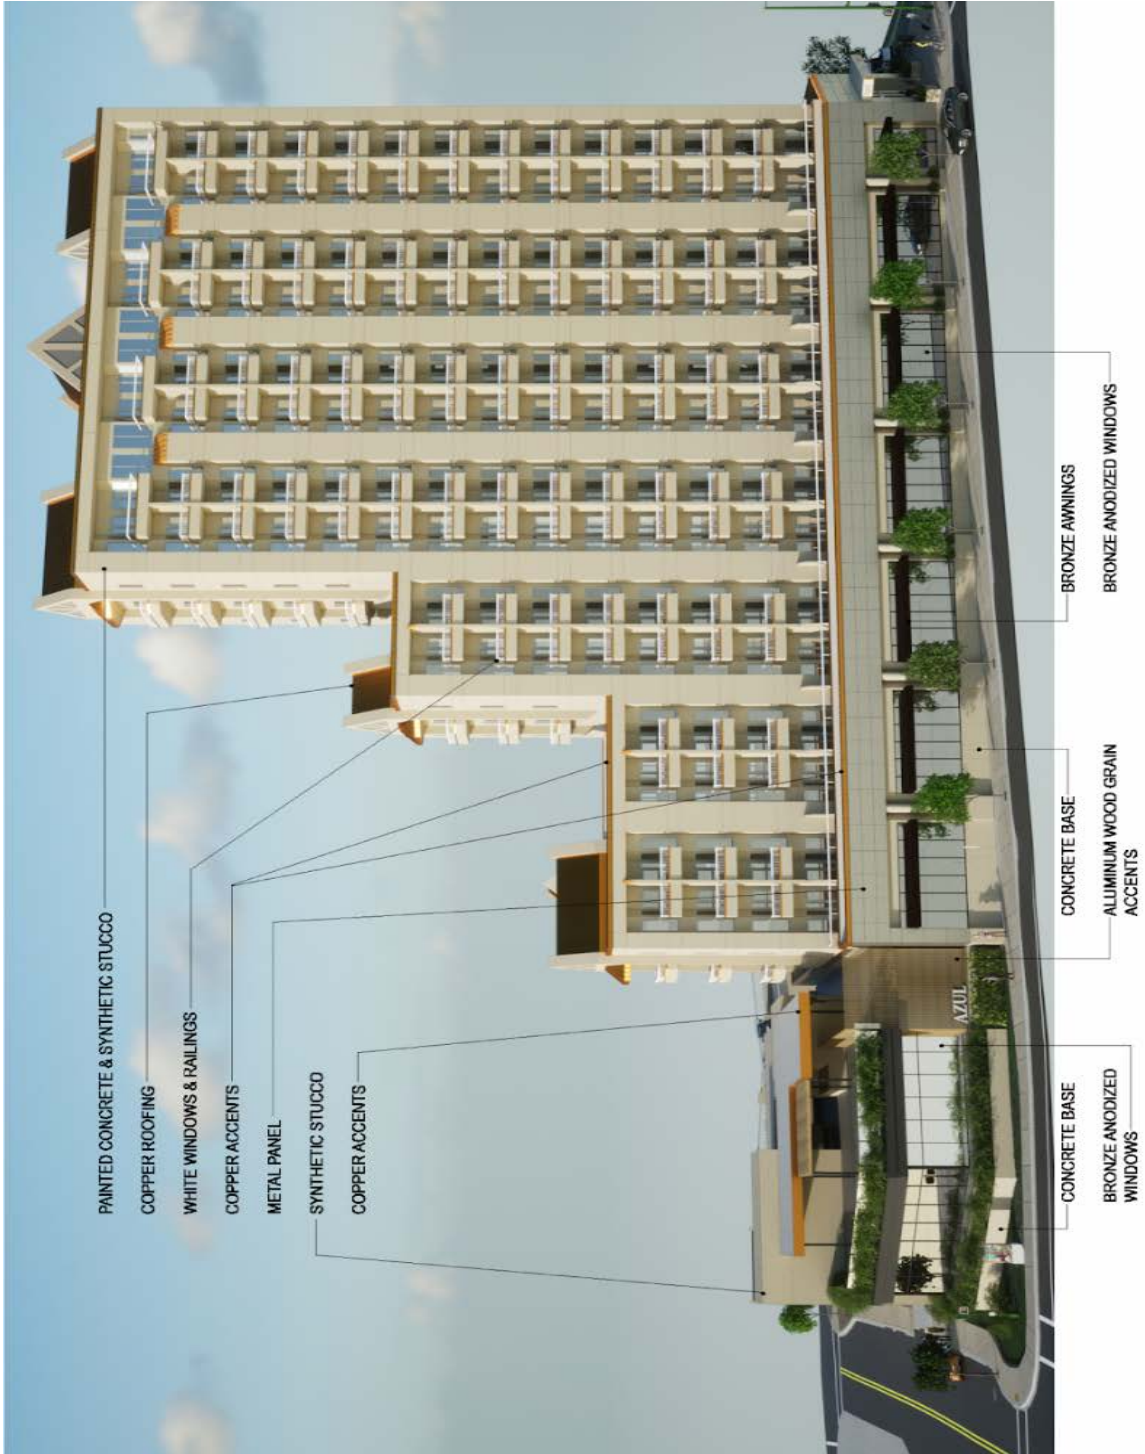 PAINTED CONCRETE & SYNTHETIC STUCCO
COPPER ROOFING
WHITE WINDOWS & RAILINGS
COPPER ACCENTS
METAL PANEL
SYNTHETIC STUCCO
COPPER ACCENTS
AZUL
CONCRETE BASE
BRONZE ANODIZED
WINDOWS
CONCRETE BASE
ALUMINUM WOOD GRAIN
ACCENTS
BRONZE AWNINGS
BRONZE ANODIZED WINDOWS